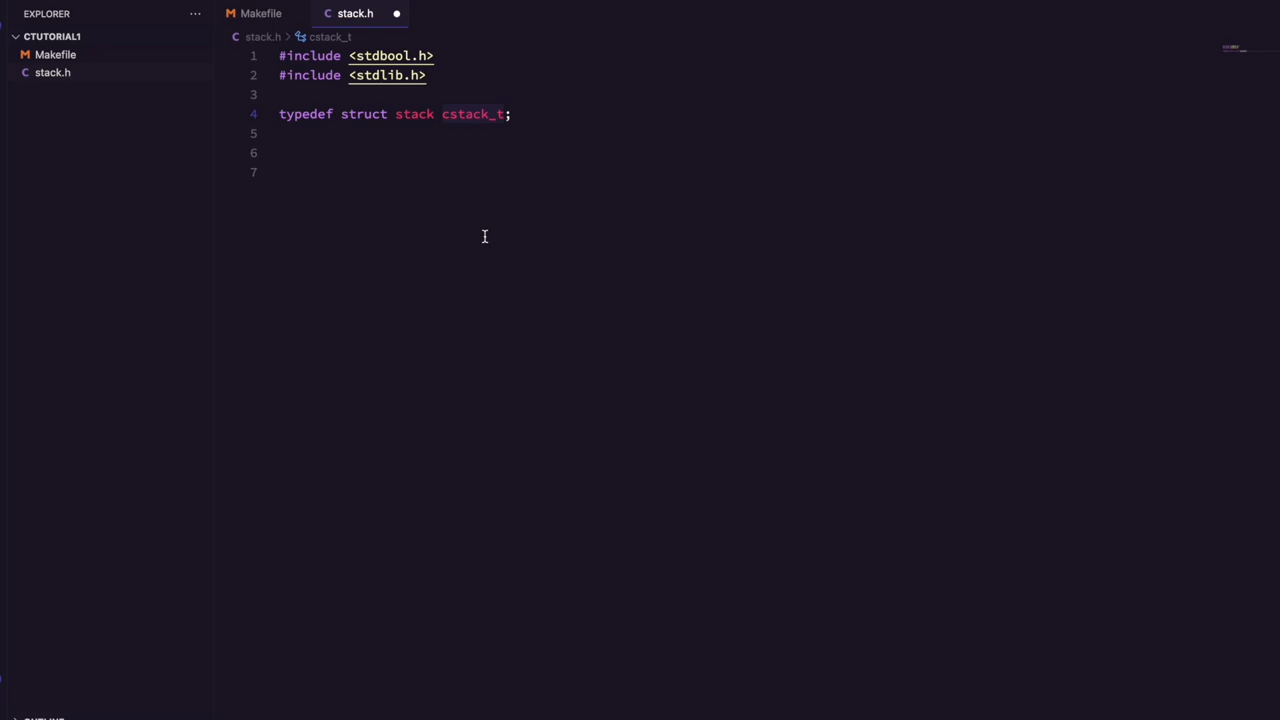 EXPLORER ...
CTUTORIAL1
M Makefile
C stack.h
M Makefile C stack.h
C stack.h > cstack_t
1 #include <stdbool.h>
2 #include <stdlib.h>
3
4 typedef struct stack cstack_t;
5
6
7
OUTLINE